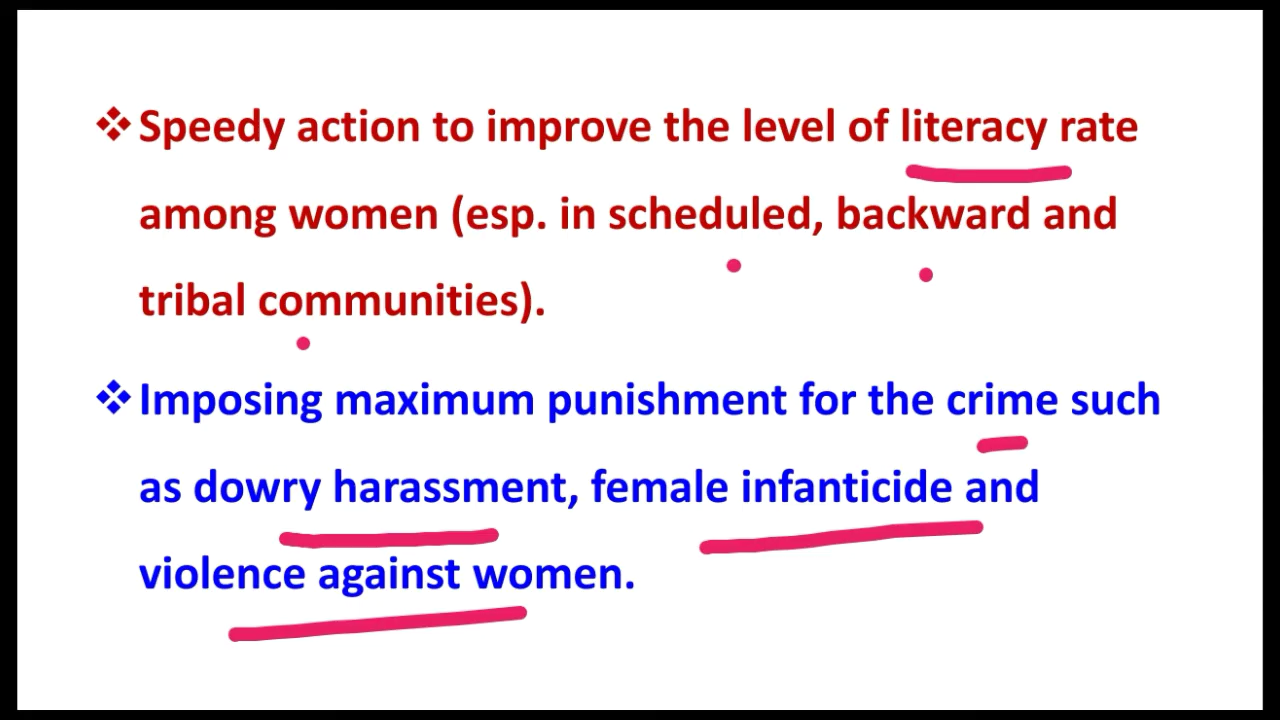 ❖Speedy action to improve the level of literacy rate
among women (esp. in scheduled, backward and
tribal communities).
❖Imposing maximum punishment for the crime such
as dowry harassment, female infanticide and
violence against women.